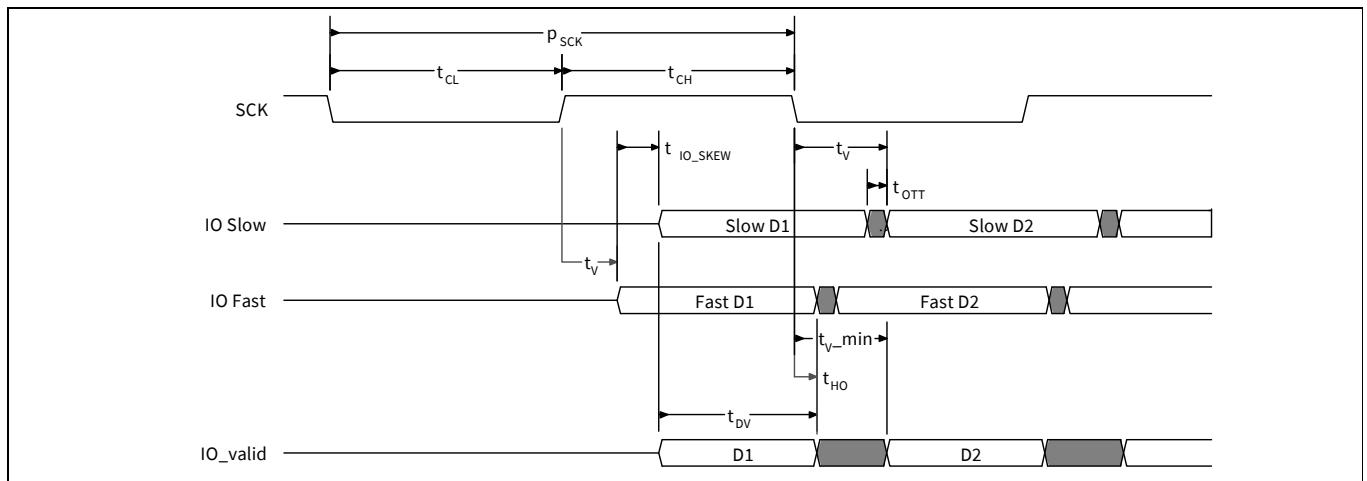 pSCK
tCL tCH
SCK
t IO_SKEW tV
tOTT
IO Slow Slow D1 Slow D2
tV
IO Fast Fast D1 Fast D2
tV_min
tHO
tDV
IO_valid D1 D2